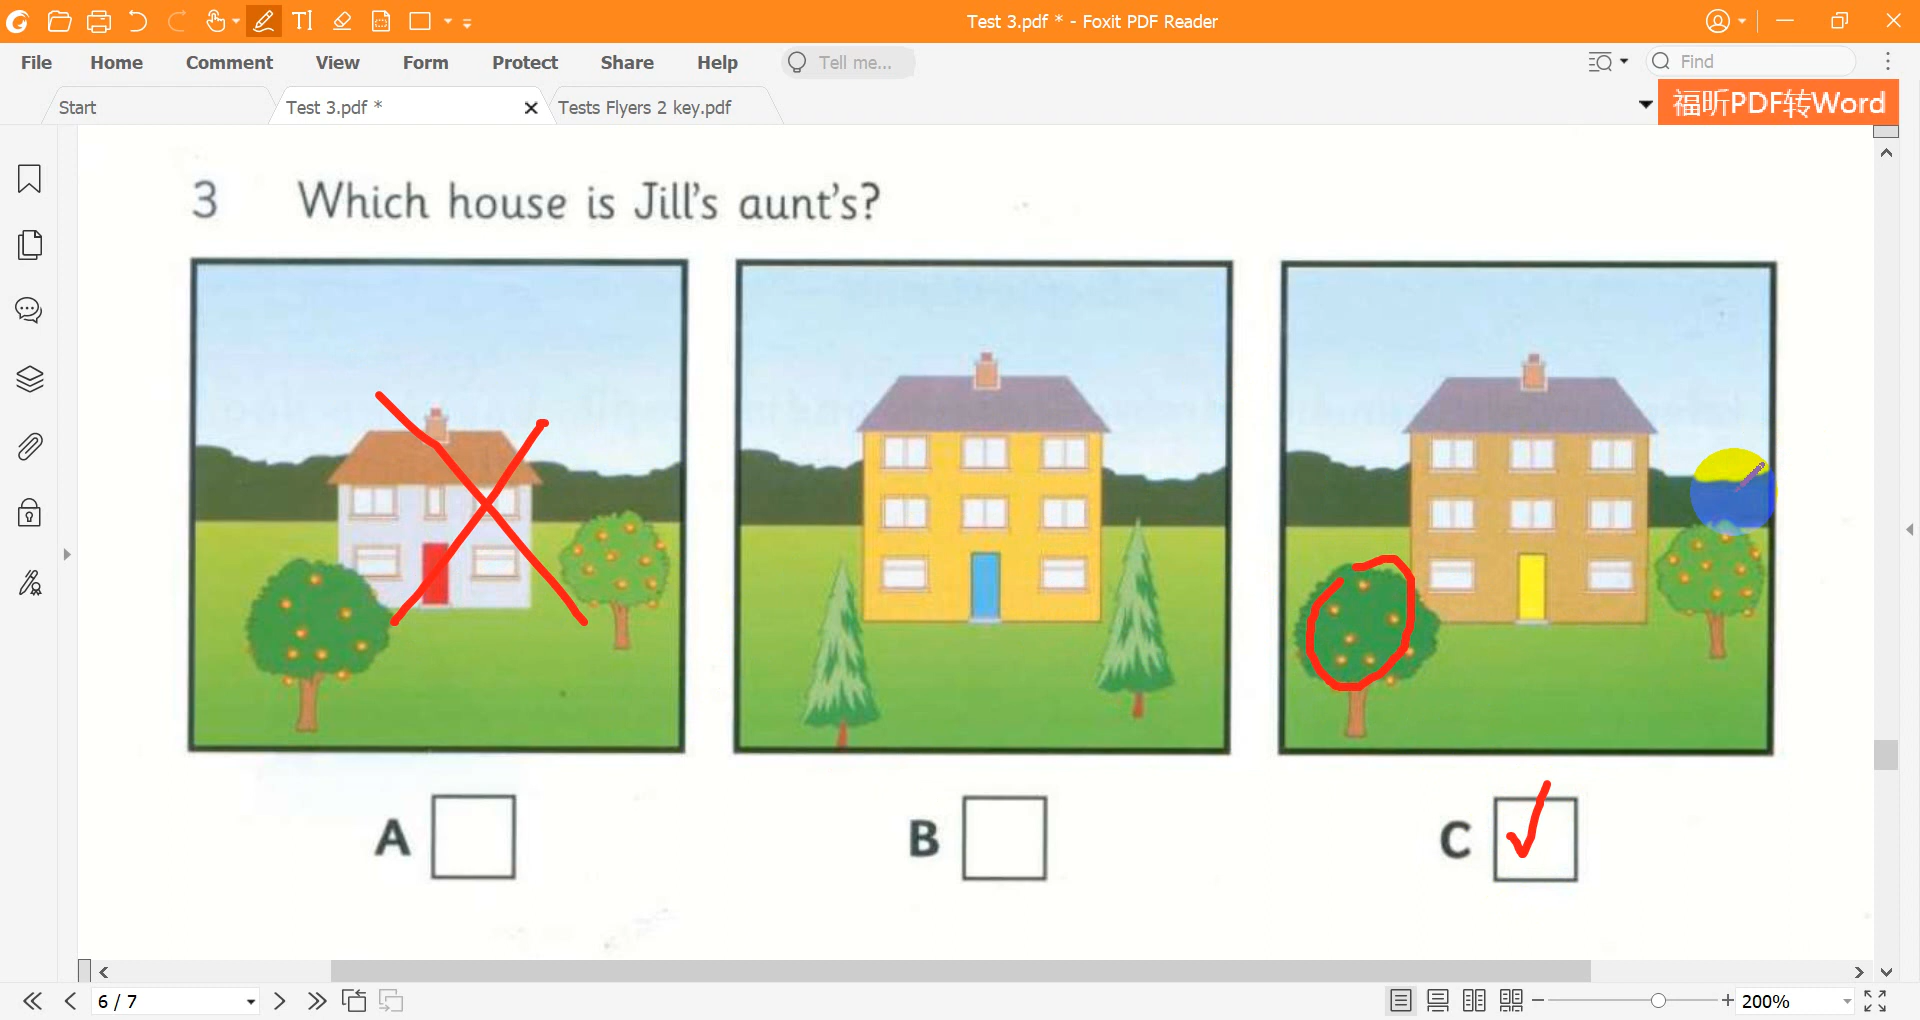 Test 3.pdf * - Foxit PDF Reader
File Home Comment View Form Protect Share Help Tell me... Find
Start Test 3.pdf * Tests Flyers 2 key.pdf 福昕PDF转Word
3 Which house is Jill's aunt's?
A B C
6 / 7 200%